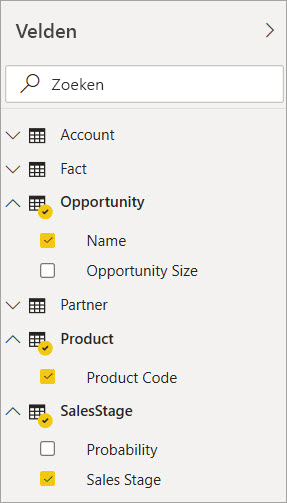 Velden
Zoeken
Account
Fact
Opportunity
Name
Opportunity Size
Partner
Product
Product Code
SalesStage
Probability
Sales Stage